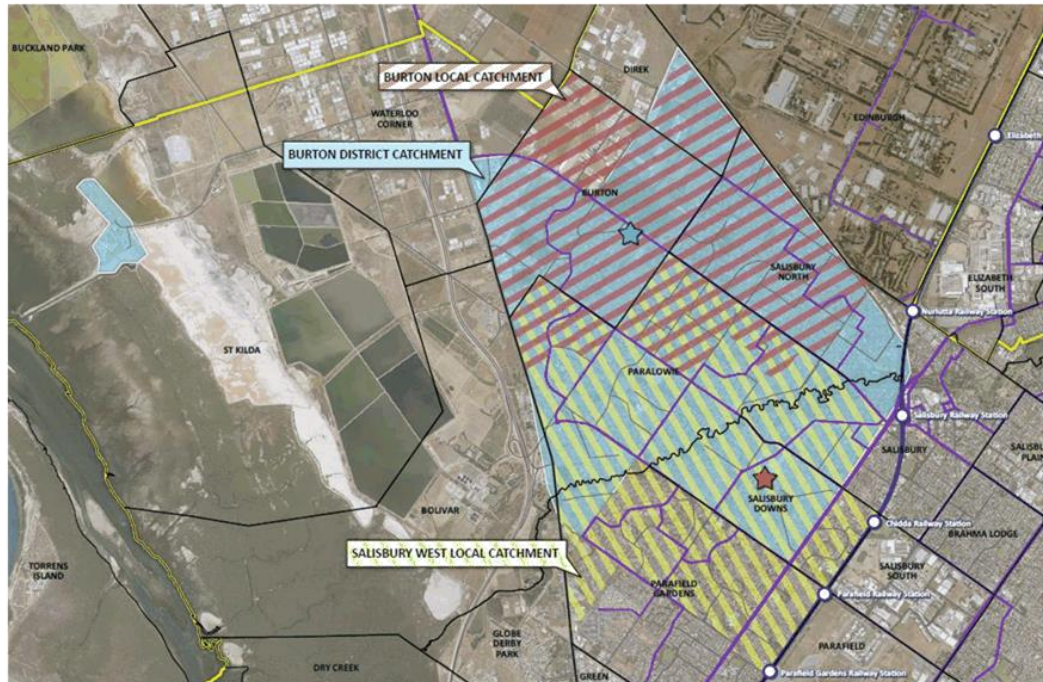 BUCKLAND PARK
BURTON LOCAL CATCHMENT
DIREK
WATERLOO
CORNER
EDINBURGH
Elizabeth
BURTON DISTRICT CATCHMENT
BURTON
SALISBURY
NORTH
ELIZABETH
SOUTH
Nurlutta Railway Station
ST KILDA
PARALOWIE
Salisbury Railway Station
SALISBURY
SALISBURY
PLAIN
SALISBURY
DOWNS
BOLIVAR
Chidda Railway Station
BRAHMA LODGE
SALISBURY WEST LOCAL CATCHMENT
SALISBURY
SOUTH
TORRENS
ISLAND
PARAFIELD
GARDENS
Parafield Railway Station
GLOBE
DERBY
PARK
PARAFIELD
DRY CREEK
GREEN
Parafield Gardens Railway Station